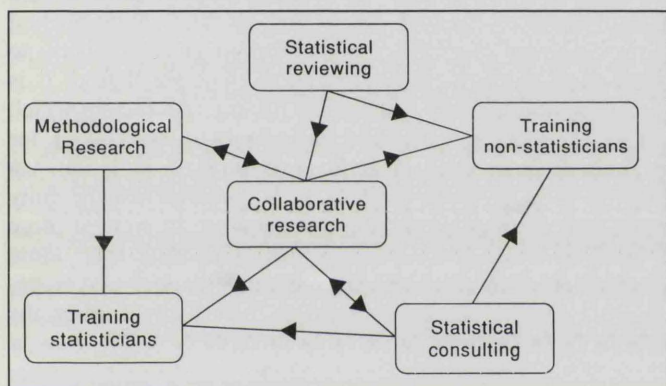 Statistical
reviewing
Methodological
Research
Training
non-statisticians
Collaborative
research
Training
statisticians
Statistical
consulting